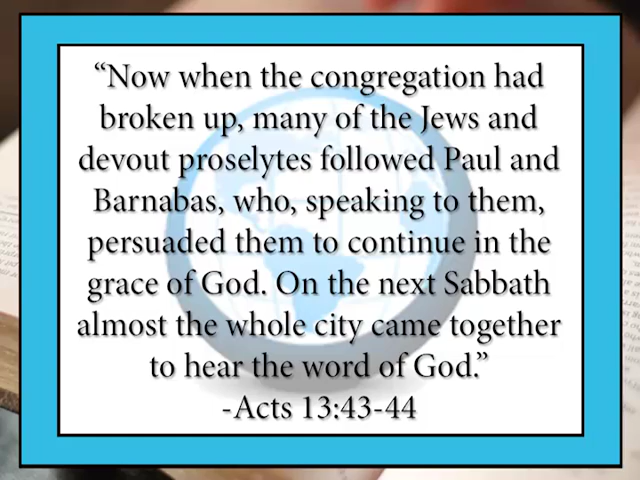 “Now when the congregation had
broken up, many of the Jews and
devout proselytes followed Paul and
Barnabas, who, speaking to them,
persuaded them to continue in the
grace of God. On the next Sabbath
almost the whole city came together
to hear the word of God.”
-Acts 13:43-44